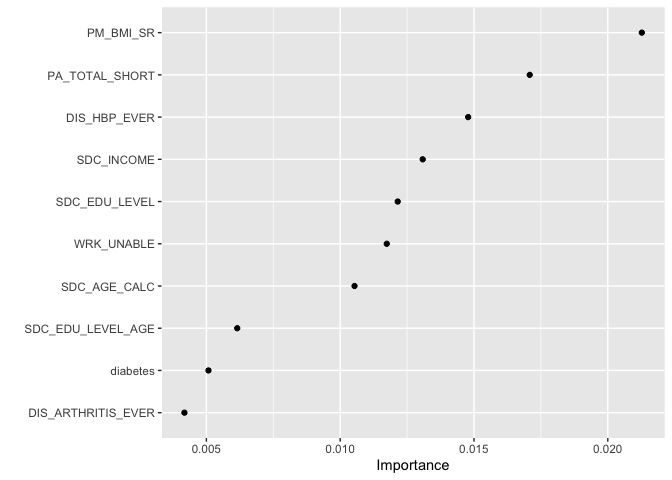 PM_BMI_SR
PA_TOTAL_SHORT
DIS_HBP_EVER
SDC_INCOME
SDC_EDU_LEVEL
WRK_UNABLE
SDC_AGE_CALC
SDC_EDU_LEVEL_AGE
diabetes
DIS_ARTHRITIS_EVER
0.005 0.010 0.015 0.020
Importance